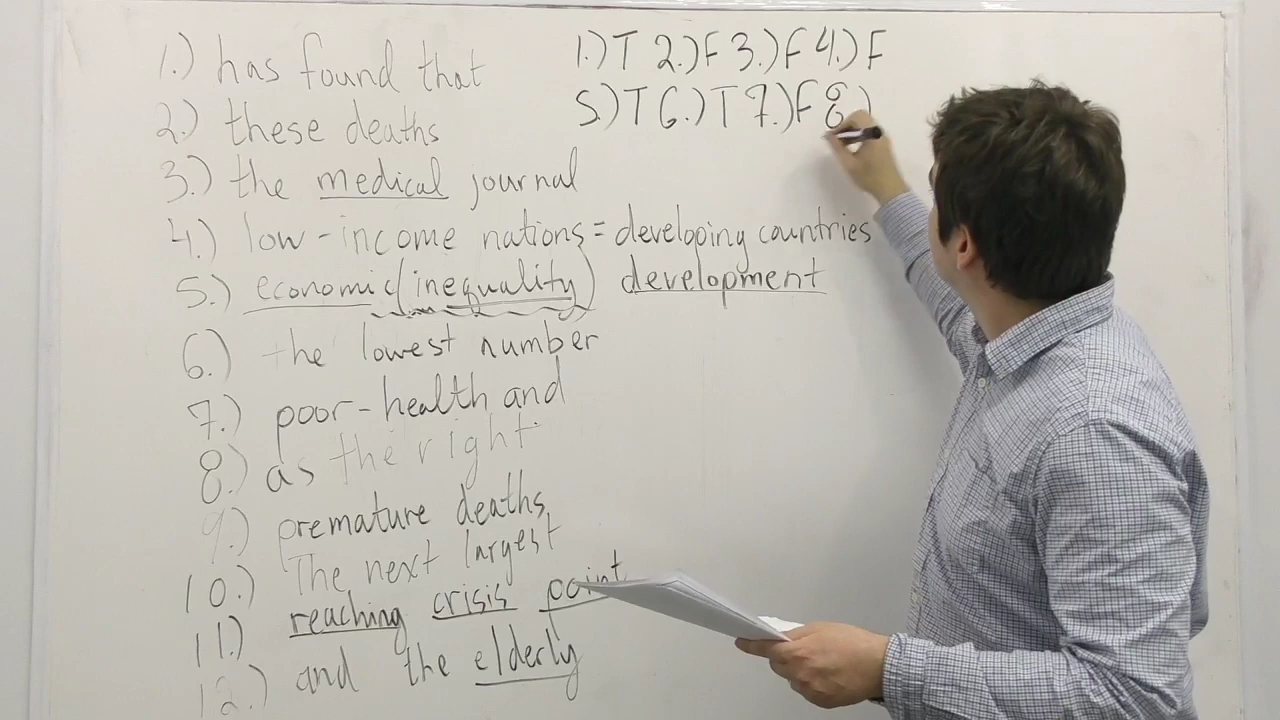 1.) has found that
2.) these deaths
3.) the medical journal
4.) low-income nations = developing countries
5.) economic (inequality) development
6.) the lowest number
7.) poor-health and
8.) as the right
9.) premature deaths
10.) The next largest
11.) reaching crisis point
12.) and the elderly
1.) T 2.) F 3.) F 4.) F
5.) T 6.) T 7.) F 8.)